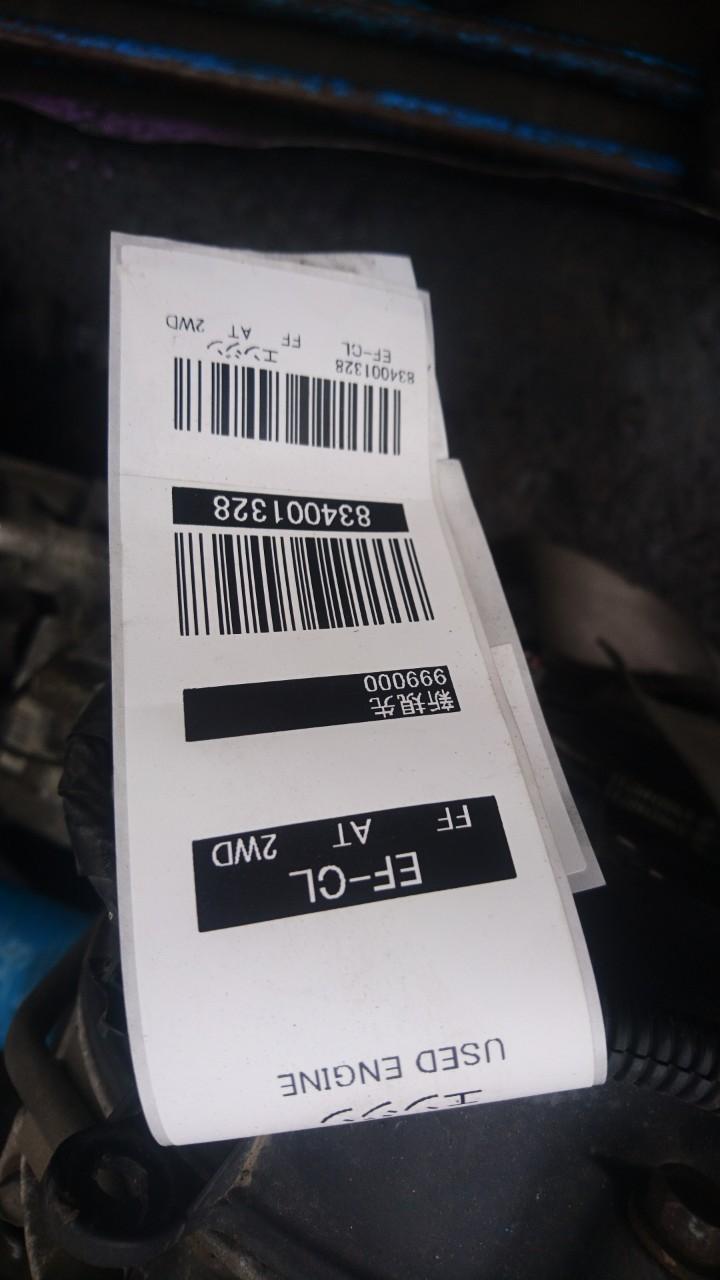 エンジン
USED ENGINE
EF-CL
FF AT 2WD
新規先
999000
834001328
834001328
EF-CL
エンジン FF AT 2WD